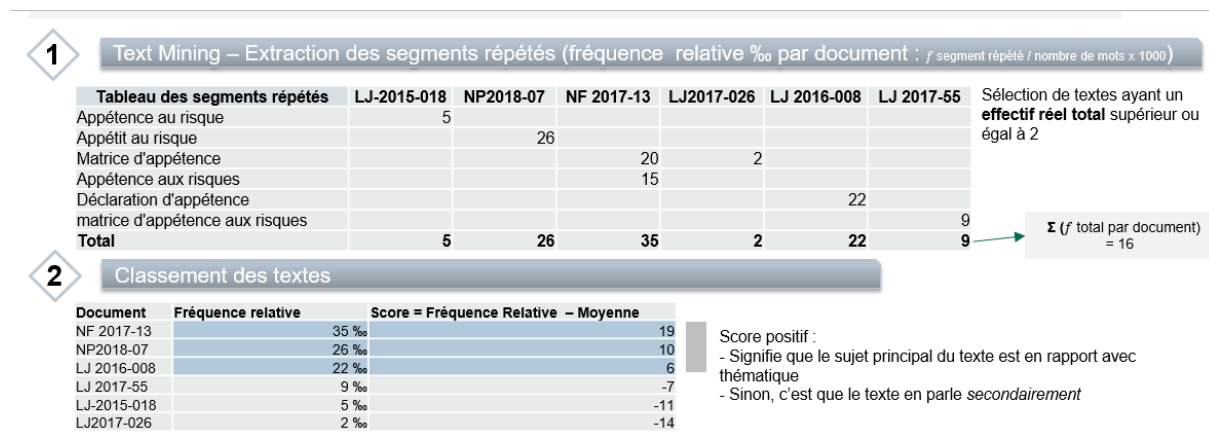 1 Text Mining – Extraction des segments répétés (fréquence relative ‰ par document : ƒ segment répété / nombre de mots x 1000)
Tableau des segments répétés LJ-2015-018 NP2018-07 NF 2017-13 LJ2017-026 LJ 2016-008 LJ 2017-55
Appétence au risque 5
Appétit au risque 26
Matrice d'appétence 20 2
Appétence aux risques 15
Déclaration d'appétence 22
matrice d'appétence aux risques 9
Total 5 26 35 2 22 9
Sélection de textes ayant un
effectif réel total supérieur ou
égal à 2
Σ (ƒ total par document)
= 16
2 Classement des textes
Document Fréquence relative Score = Fréquence Relative – Moyenne
NF 2017-13 35 ‰ 19
NP2018-07 26 ‰ 10
LJ 2016-008 22 ‰ 6
LJ 2017-55 9 ‰ -7
LJ-2015-018 5 ‰ -11
LJ2017-026 2 ‰ -14
Score positif :
- Signifie que le sujet principal du texte est en rapport avec
thématique
- Sinon, c'est que le texte en parle secondairement